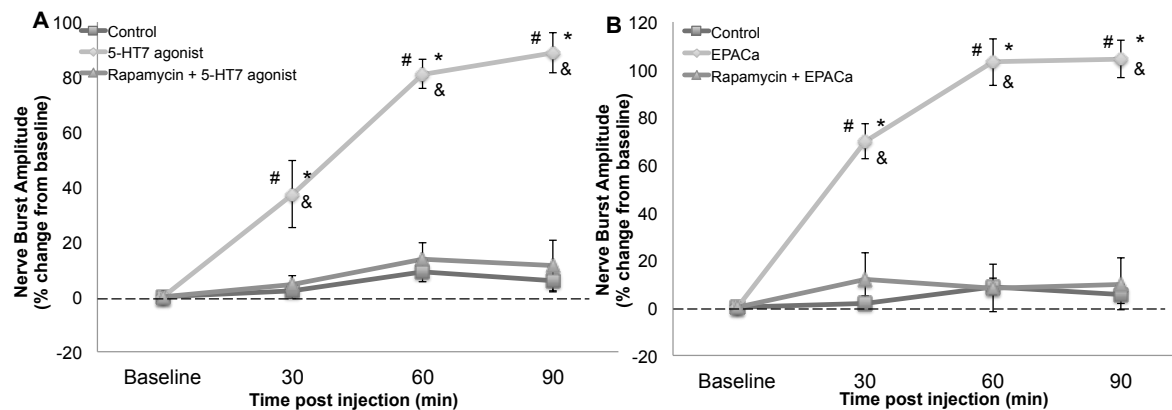 A
Control
5-HT7 agonist
Rapamycin + 5-HT7 agonist
Nerve Burst Amplitude
(% change from baseline)
100
80
60
40
20
0
-20
# *
&
# *
&
# *
&
Baseline 30 60 90
Time post injection (min)
B
Control
EPACa
Rapamycin + EPACa
Nerve Burst Amplitude
(% change from baseline)
120
100
80
60
40
20
0
-20
# *
&
# *
&
# *
&
Baseline 30 60 90
Time post injection (min)